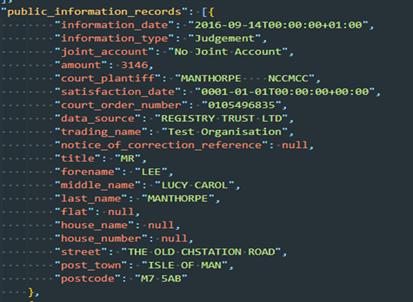 ],
"public_information_records": [{
"information_date": "2016-09-14T00:00:00+01:00",
"information_type": "Judgement",
"joint_account": "No Joint Account",
"amount": 3146,
"court_plantiff": "MANTHORPE    NCCMCC",
"satisfaction_date": "0001-01-01T00:00:00+00:00",
"court_order_number": "0105496835",
"data_source": "REGISTRY TRUST LTD",
"trading_name": "Test Organisation",
"notice_of_correction_reference": null,
"title": "MR",
"forename": "LEE",
"middle_name": "LUCY CAROL",
"last_name": "MANTHORPE",
"flat": null,
"house_name": null,
"house_number": null,
"street": "THE OLD CHSTATION ROAD",
"post_town": "ISLE OF MAN",
"postcode": "M7 5AB"
},